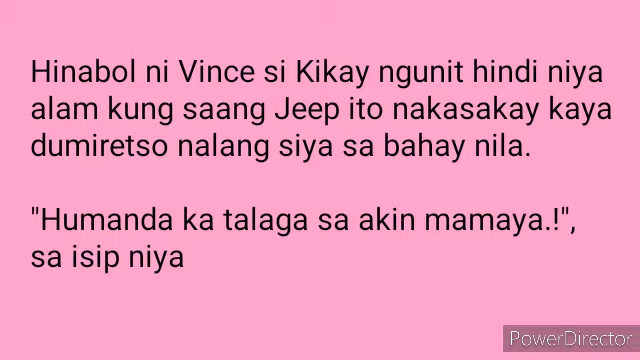 Hinabol ni Vince si Kikay ngunit hindi niya
alam kung saang Jeep ito nakasakay kaya
dumiretso nalang siya sa bahay nila.
"Humanda ka talaga sa akin mamaya.!",
sa isip niya
PowerDirector